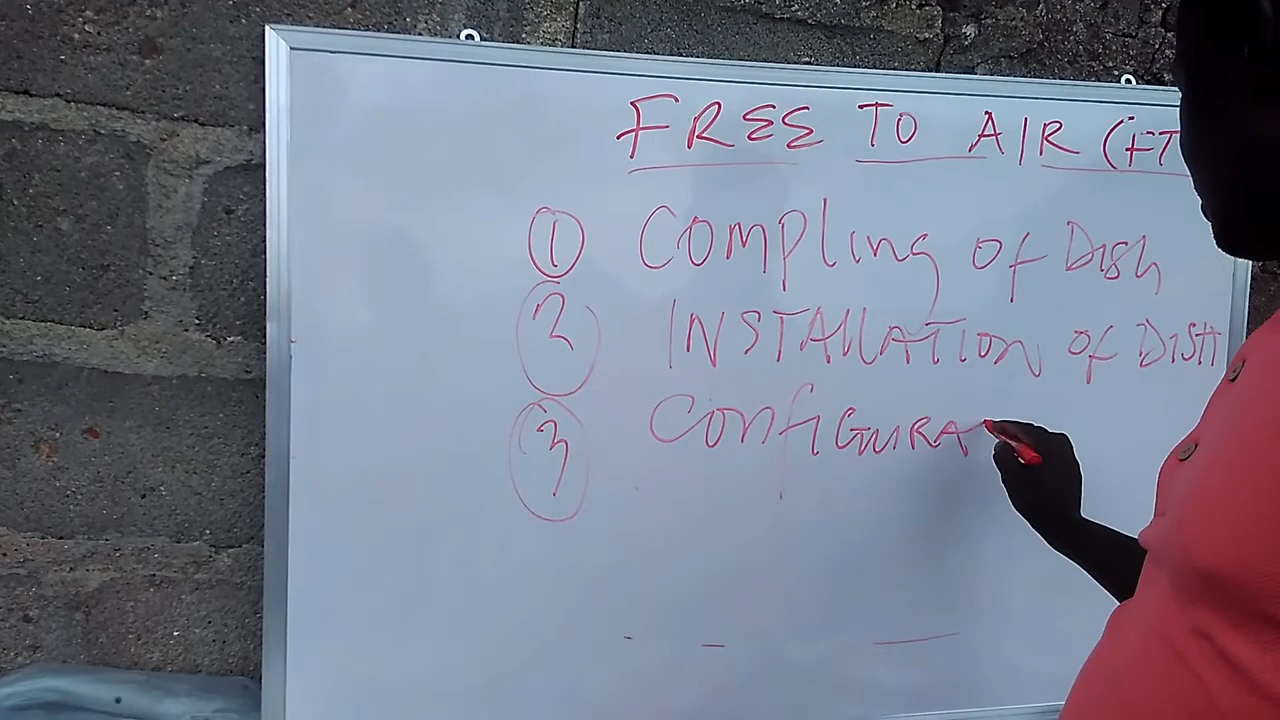 FREE TO AIR (FT
① COMPLING OF DISH
② INSTALLATION OF DISH
③ CONFIGURA